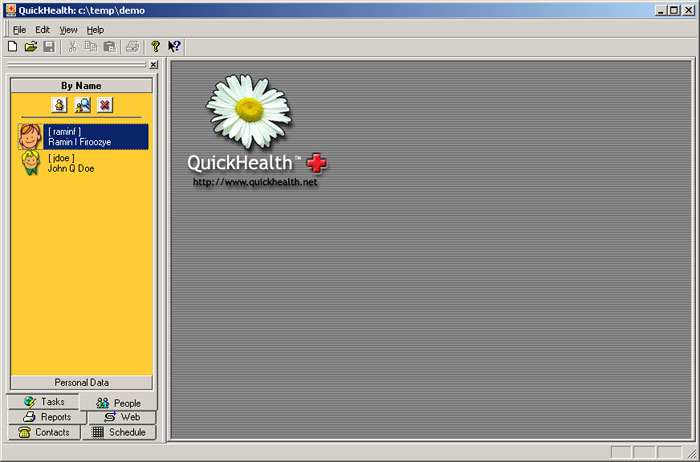 QuickHealth: c:\temp\demo
File Edit View Help
By Name
[ raminf ]
Ramin I Firoozye
[ jdoe ]
John Q Doe
QuickHealth™
http://www.quickhealth.net
Personal Data
Tasks People
Reports Web
Contacts Schedule